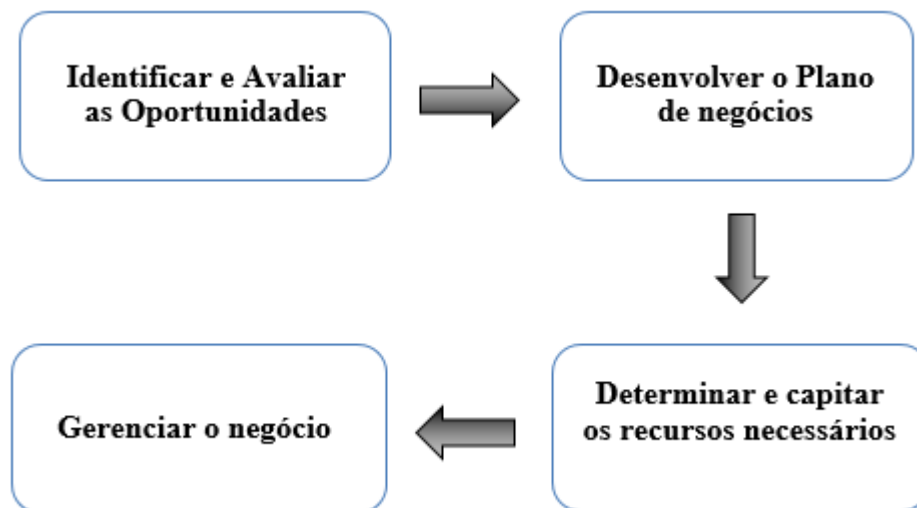 Identificar e Avaliar
as Oportunidades
Desenvolver o Plano
de negócios
Determinar e capitar
os recursos necessários
Gerenciar o negócio